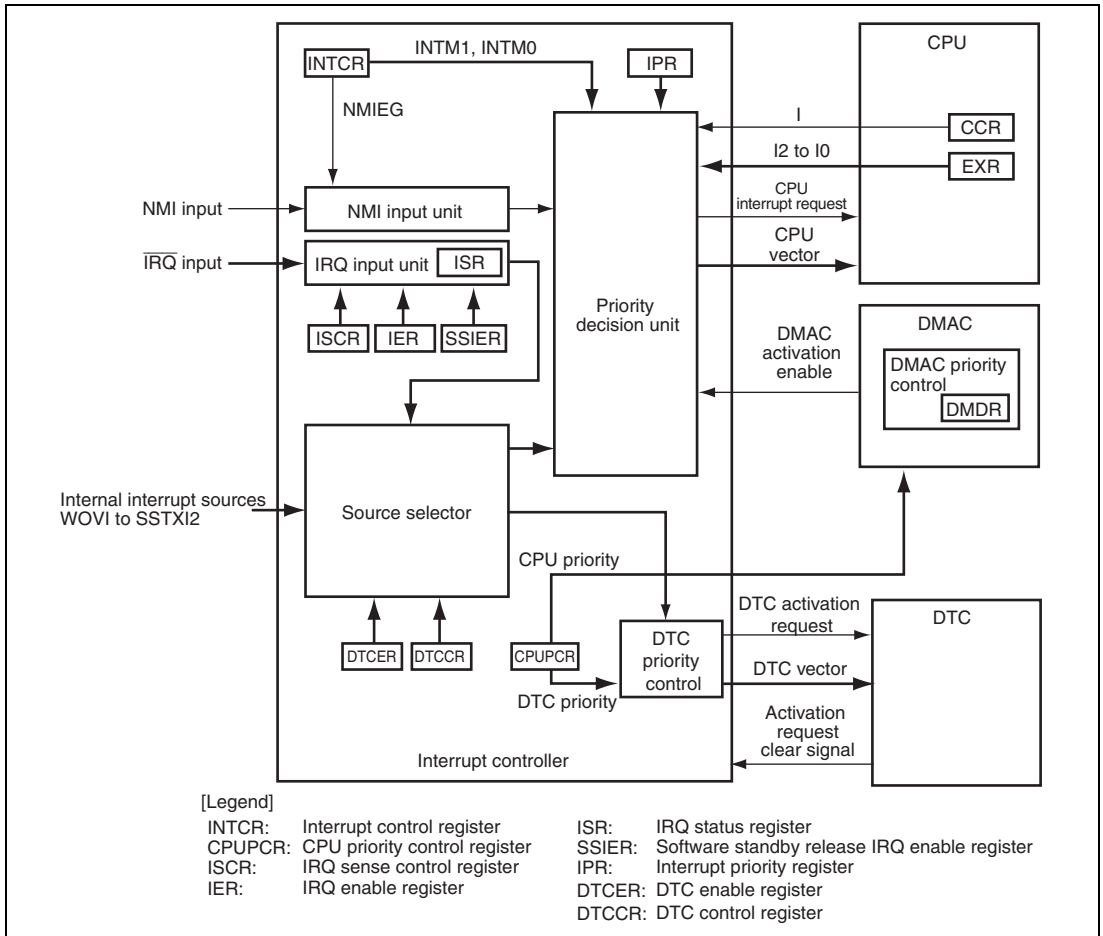 INTM1, INTM0
CPU
INTCR
IPR
NMIEG
I
CCR
I2 to I0
EXR
CPU
interrupt request
NMI input
NMI input unit
CPU
vector
IRQ input
IRQ input unit
ISR
Priority
decision unit
ISCR
IER
SSIER
DMAC
activation
enable
DMAC
DMAC priority
control
DMDR
Internal interrupt sources
WOVI to SSTXI2
Source selector
CPU priority
DTC activation
request
DTC
DTCER
DTCCR
CPUPCR
DTC
priority
control
DTC vector
DTC priority
Activation
request
clear signal
Interrupt controller
[Legend]
INTCR: Interrupt control register
CPUPCR: CPU priority control register
ISCR: IRQ sense control register
IER: IRQ enable register
ISR: IRQ status register
SSIER: Software standby release IRQ enable register
IPR: Interrupt priority register
DTCER: DTC enable register
DTCCR: DTC control register